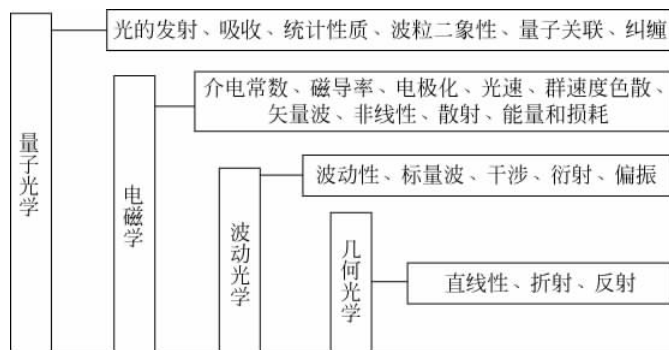 光的发射、吸收、统计性质、波粒二象性、量子关联、纠缠
介电常数、磁导率、电极化、光速、群速度色散、
矢量波、非线性、散射、能量和损耗
量子光学
电磁学
波动性、标量波、干涉、衍射、偏振
波动光学
几何光学
直线性、折射、反射